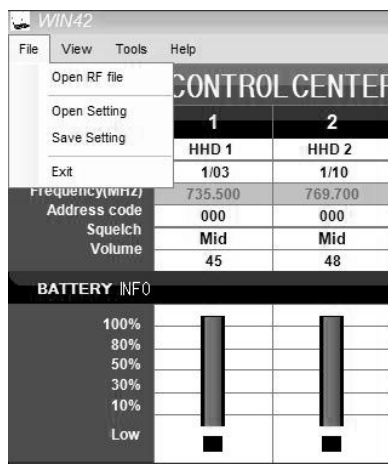 WIN42
File View Tools Help
Open RF file
Open Setting
Save Setting
Exit
CONTROL CENTER
1 2
HHD 1 HHD 2
1/03 1/10
Frequency(MHz) 735.500 769.700
Address code 000 000
Squelch Mid Mid
Volume 45 48
BATTERY INFO
100%
80%
50%
30%
10%
Low